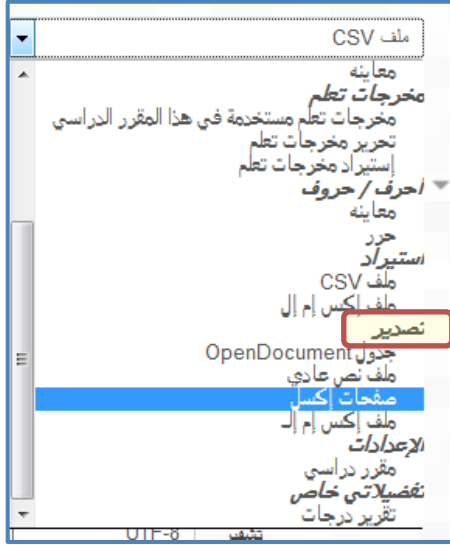 ملف CSV
معاينه
مخرجات تعلم
مخرجات تعلم مستخدمة في هذا المقرر الدراسي
تحرير مخرجات تعلم
إستيراد مخرجات تعلم
أحرف / حروف
معاينه
حرر
استيراد
ملف CSV
ملف إكس إم إل
تصدير
جدول OpenDocument
ملف نص عادي
صفحات إكسل
ملف إكس إم إلـ
الإعدادات
مقرر دراسي
تفضيلاتي خاص
تقرير درجات
تشفير UTF-8